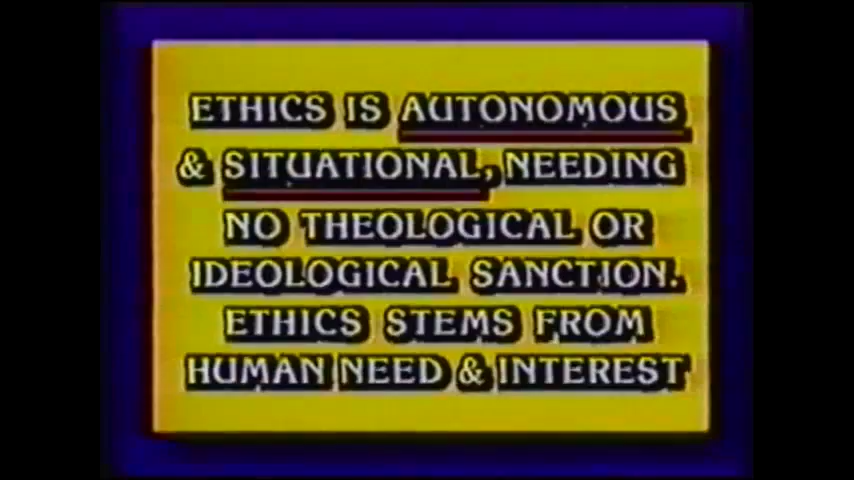 ETHICS IS AUTONOMOUS
& SITUATIONAL, NEEDING
NO THEOLOGICAL OR
IDEOLOGICAL SANCTION.
ETHICS STEMS FROM
HUMAN NEED & INTEREST